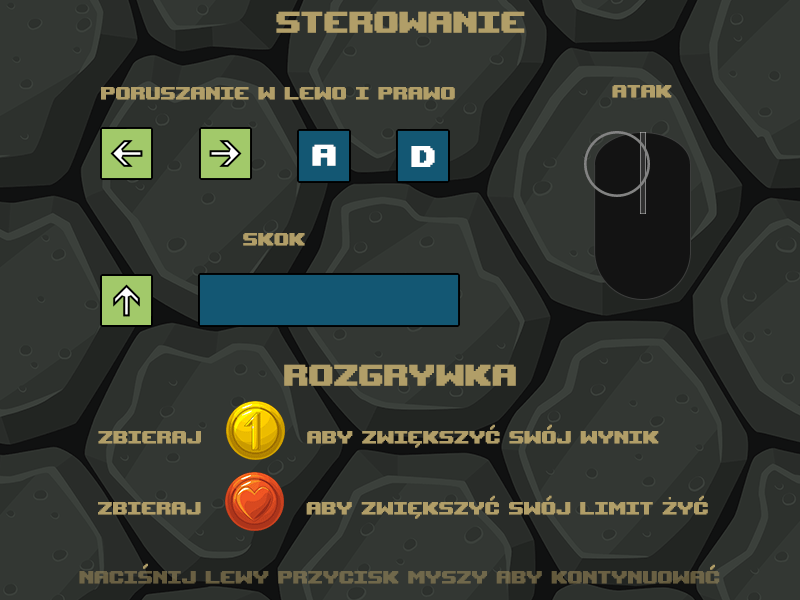 STEROWANIE
PORUSZANIE W LEWO I PRAWO
ATAK
A D
SKOK
ROZGRYWKA
ZBIERAJ 1 ABY ZWIĘKSZYĆ SWÓJ WYNIK
ZBIERAJ ABY ZWIĘKSZYĆ SWÓJ LIMIT ŻYĆ
NACIŚNIJ LEWY PRZYCISK MYSZY ABY KONTYNUOWAĆ